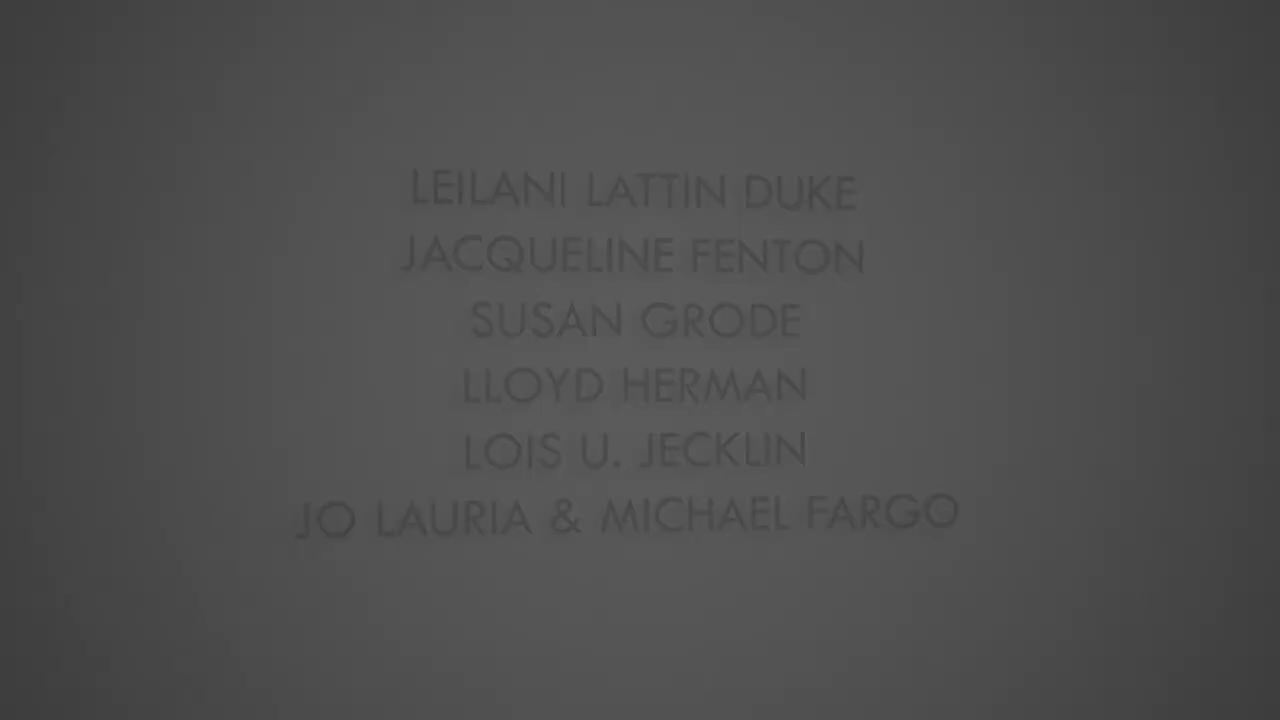 LEILANI LATTIN DUKE
JACQUELINE FENTON
SUSAN GRODE
LLOYD HERMAN
LOIS U. JECKLIN
JO LAURIA & MICHAEL FARGO